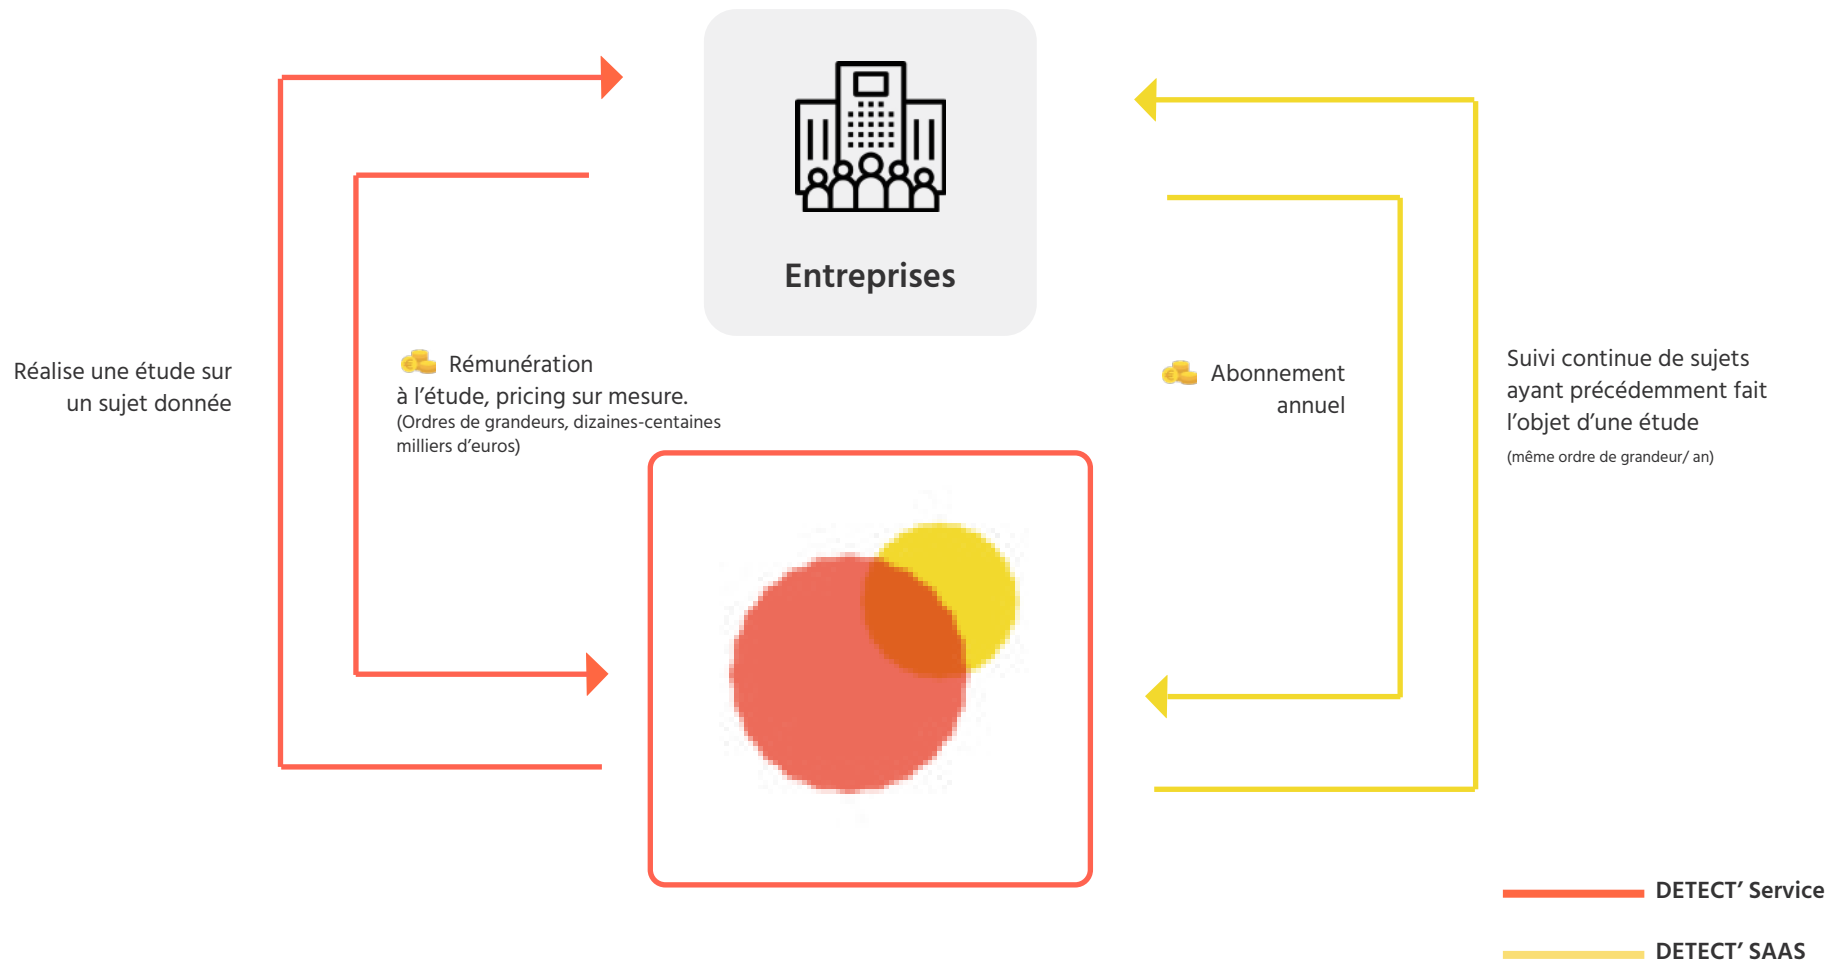 Entreprises
Réalise une étude sur
un sujet donnée
Rémunération
à l’étude, pricing sur mesure.
(Ordres de grandeurs, dizaines-centaines
milliers d’euros)
Abonnement
annuel
Suivi continue de sujets
ayant précédemment fait
l’objet d’une étude
(même ordre de grandeur/ an)
DETECT’ Service
DETECT’ SAAS